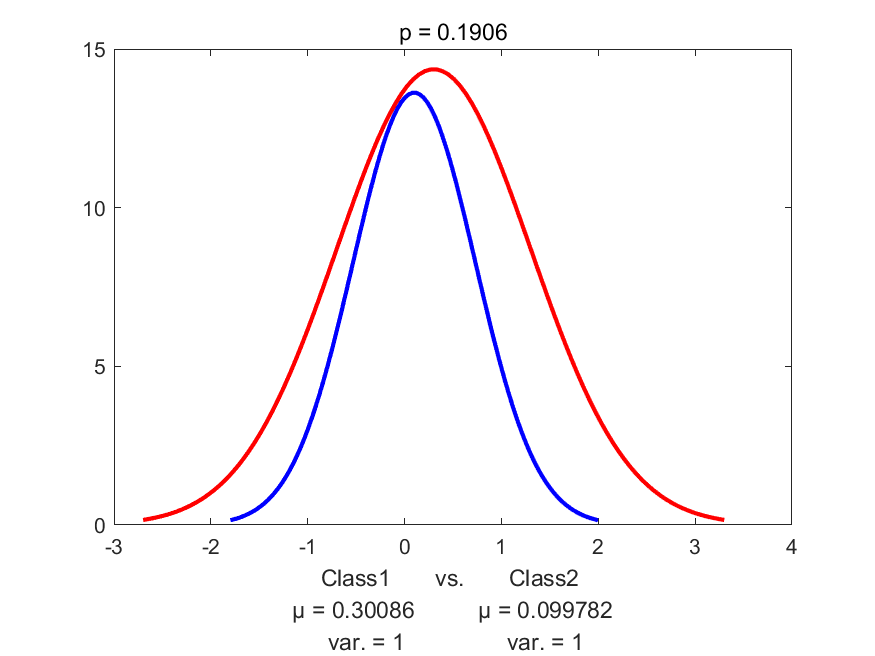 p = 0.1906
15
10
5
0
-3 -2 -1 0 1 2 3 4
Class1 vs. Class2
μ = 0.30086 μ = 0.099782
var. = 1 var. = 1